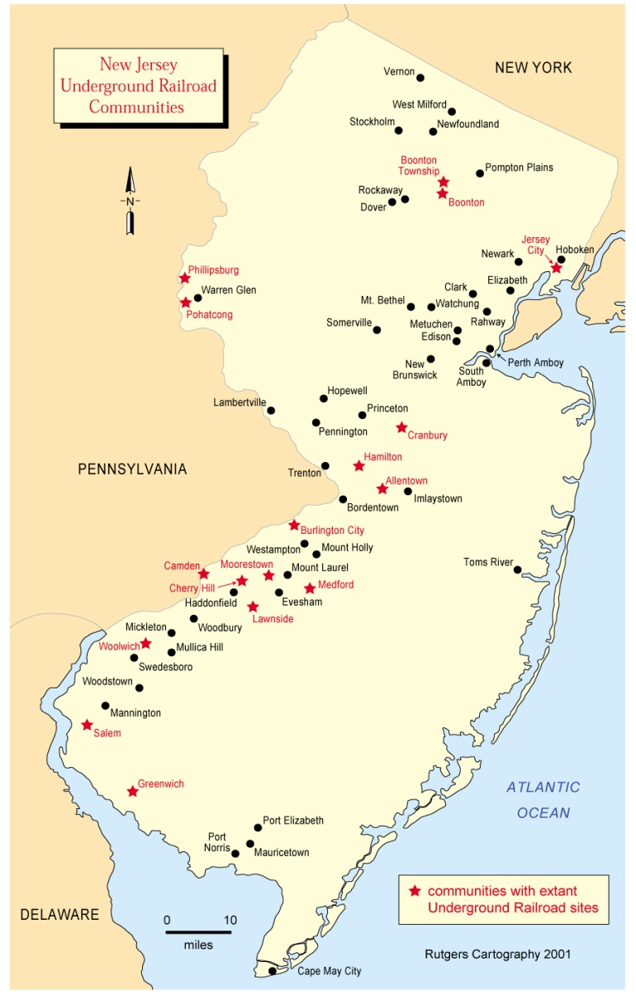 New Jersey
Underground Railroad
Communities
NEW YORK
Vernon
West Milford
Stockholm
Newfoundland
Boonton
Township
Pompton Plains
Rockaway
Boonton
Dover
N
Jersey
City
Hoboken
Newark
Phillipsburg
Elizabeth
Warren Glen
Clark
Mt. Bethel
Watchung
Pohatcong
Rahway
Somerville
Metuchen
Edison
New
Brunswick
Perth Amboy
South
Amboy
Hopewell
Lambertville
Princeton
Pennington
Cranbury
Hamilton
PENNSYLVANIA
Trenton
Allentown
Imlaystown
Bordentown
Burlington City
Westampton
Mount Holly
Toms River
Camden
Moorestown
Mount Laurel
Cherry Hill
Medford
Haddonfield
Evesham
Lawnside
Mickleton
Woodbury
Woolwich
Mullica Hill
Swedesboro
Woodstown
Mannington
Salem
Greenwich
ATLANTIC
OCEAN
Port Elizabeth
Port
Norris
Mauricetown
communities with extant
Underground Railroad sites
DELAWARE
0 10
miles
Rutgers Cartography 2001
Cape May City